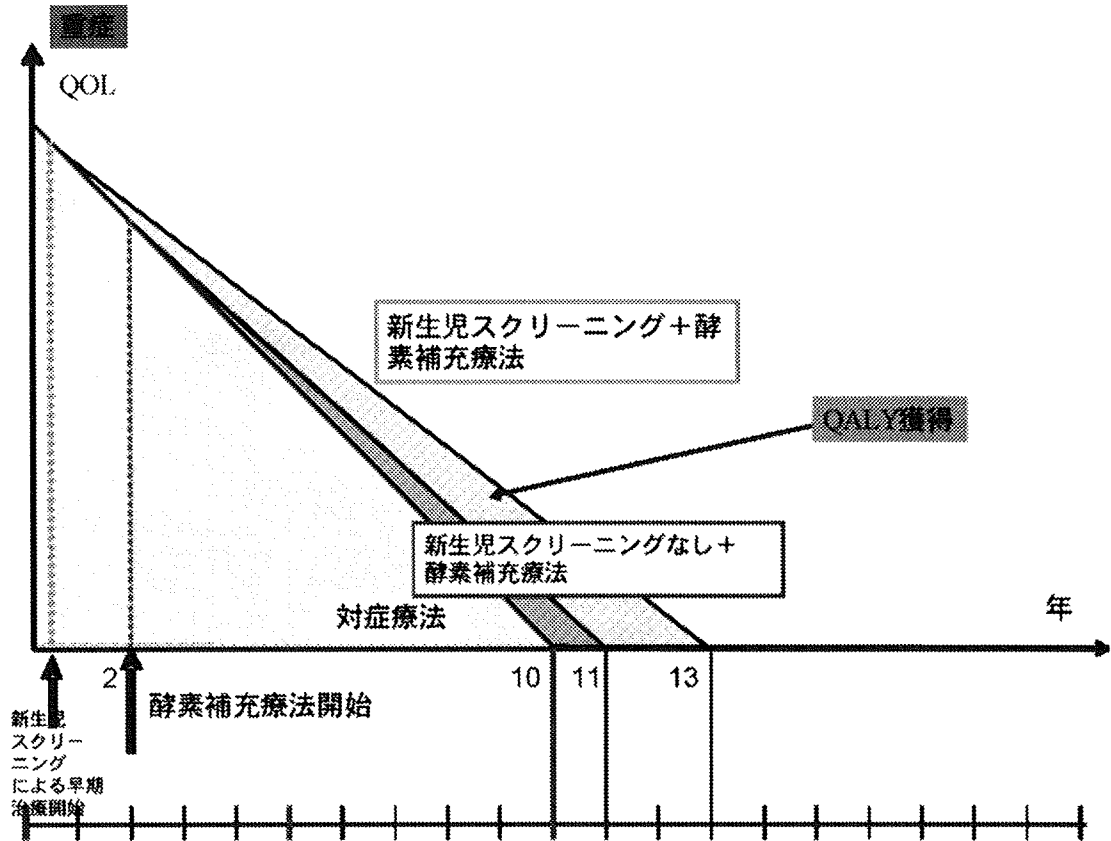 重症
QOL
新生児スクリーニング＋酵
素補充療法
QALY獲得
新生児スクリーニングなし＋
酵素補充療法
対症療法
年
2
10
11
13
酵素補充療法開始
新生児
スクリー
ニング
による早期
治療開始